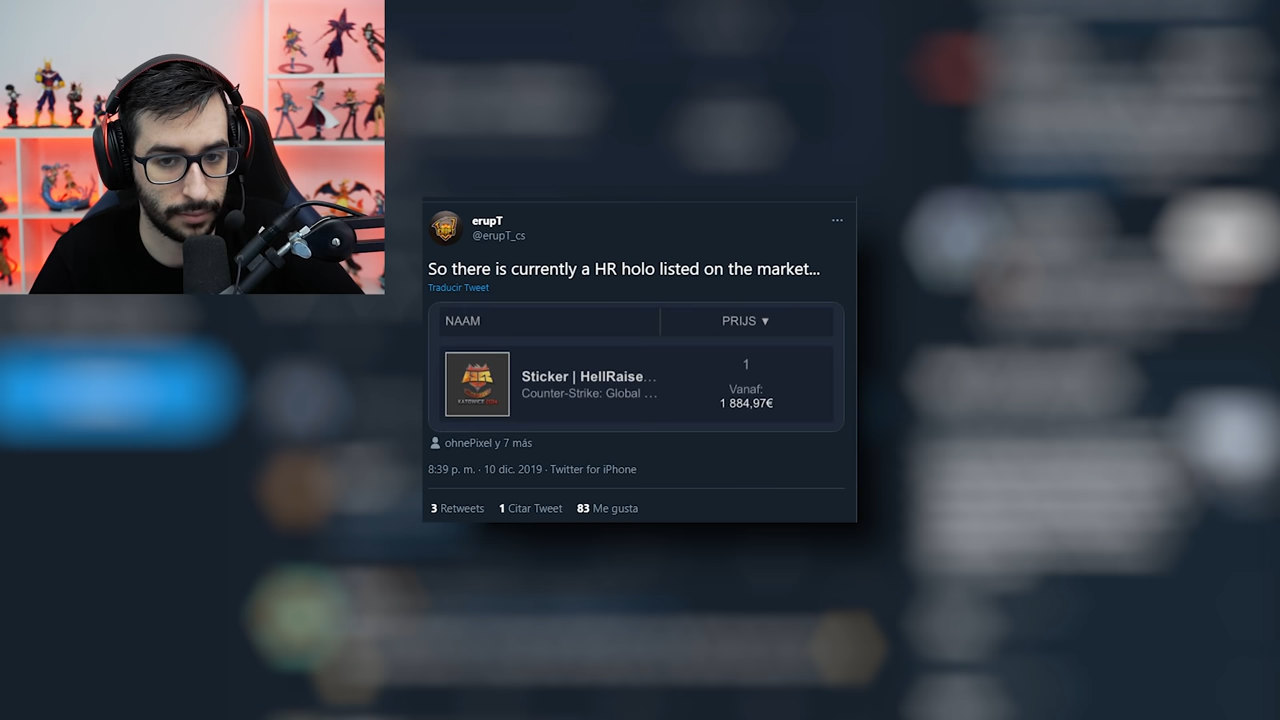 erupT
@erupT_cs
So there is currently a HR holo listed on the market...
Traducir Tweet
NAAM
PRIJS ▼
Sticker | HellRaise...
Counter-Strike: Global ...
1
Vanaf:
1 884,97€
KATOWICE 2014
ohnePixel y 7 más
8:39 p. m. · 10 dic. 2019 · Twitter for iPhone
3 Retweets 1 Citar Tweet 83 Me gusta